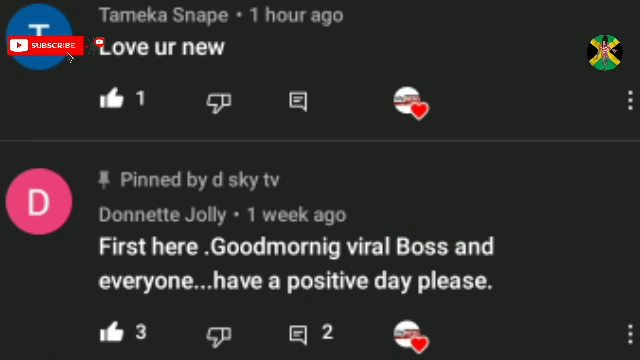 Tameka Snape • 1 hour ago
SUBSCRIBE
Love ur new
1
Pinned by d sky tv
D
Donnette Jolly • 1 week ago
First here .Goodmornig viral Boss and
everyone...have a positive day please.
3
2